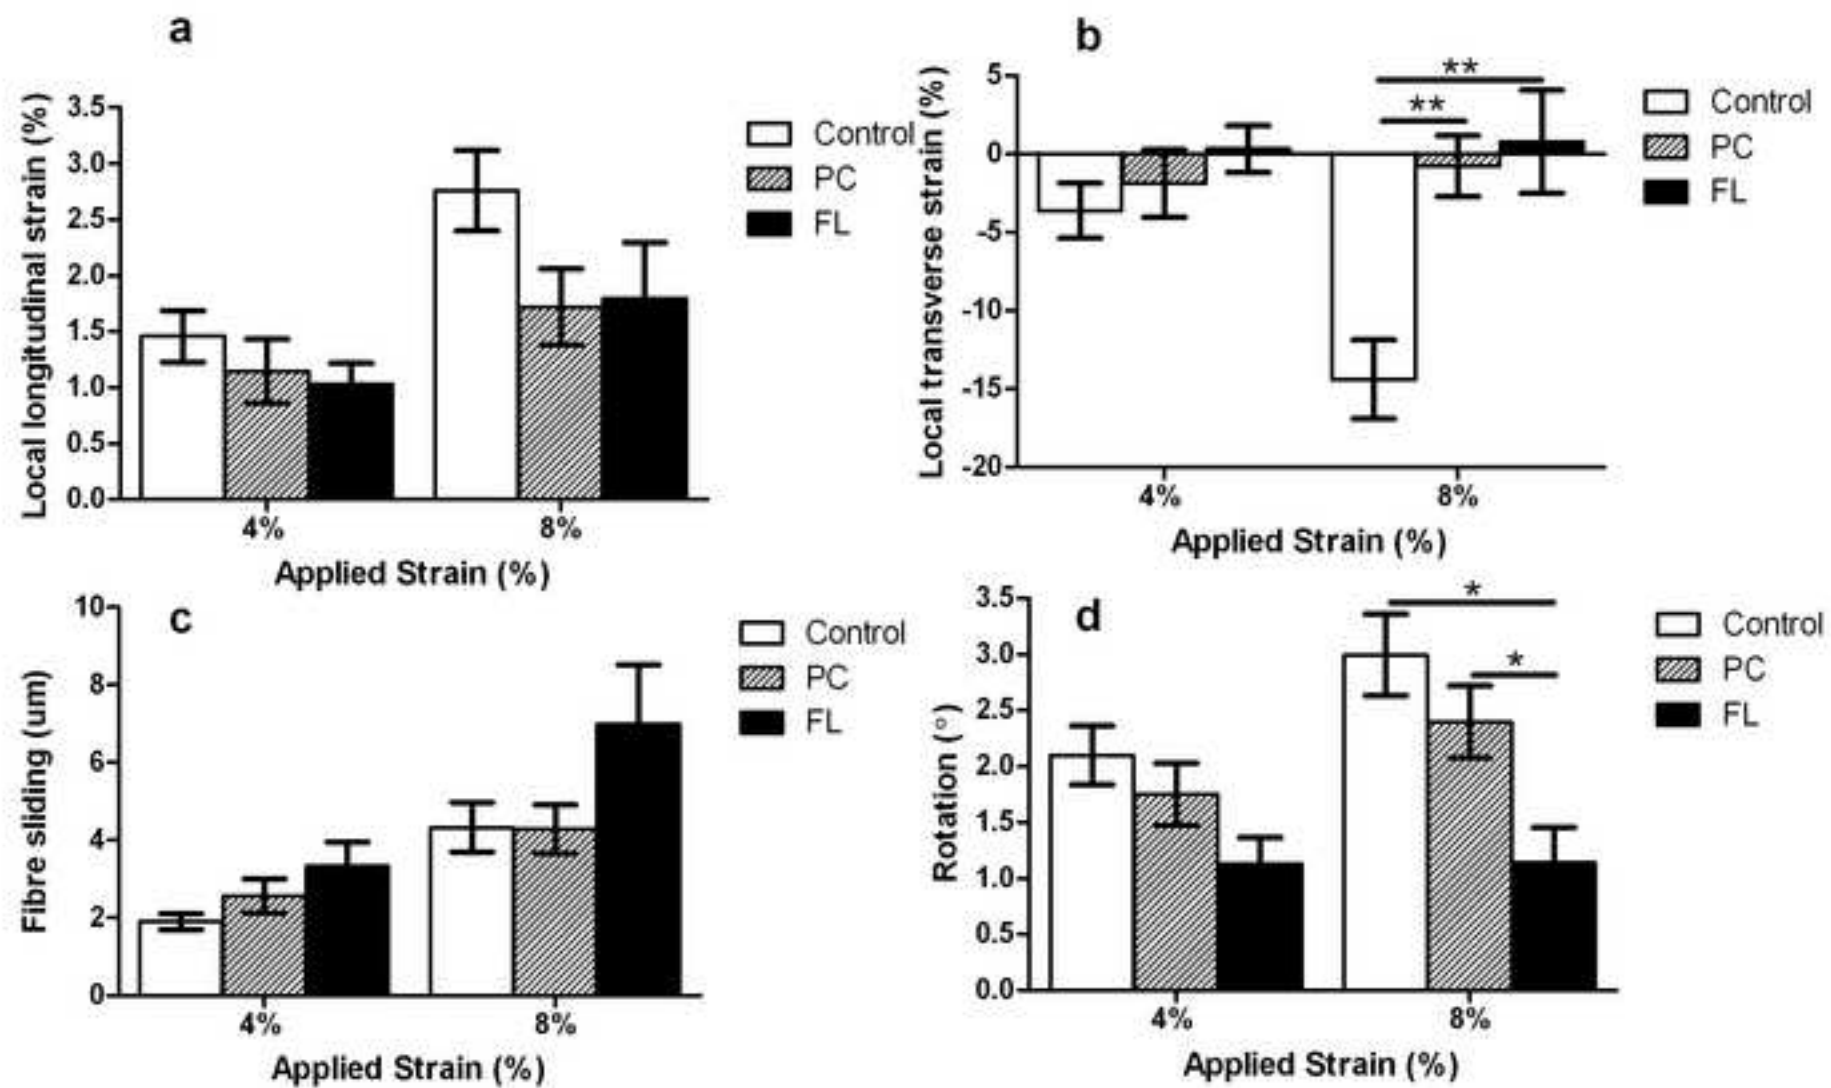 a
Local longitudinal strain (%)
3.5
3.0
2.5
2.0
1.5
1.0
0.5
0.0
4%
8%
Applied Strain (%)
Control
PC
FL
b
Local transverse strain (%)
5
0
-5
-10
-15
-20
**
**
4%
8%
Applied Strain (%)
Control
PC
FL
c
Fibre sliding (um)
10
8
6
4
2
0
4%
8%
Applied Strain (%)
Control
PC
FL
d
Rotation (°)
3.5
3.0
2.5
2.0
1.5
1.0
0.5
0.0
*
*
4%
8%
Applied Strain (%)
Control
PC
FL